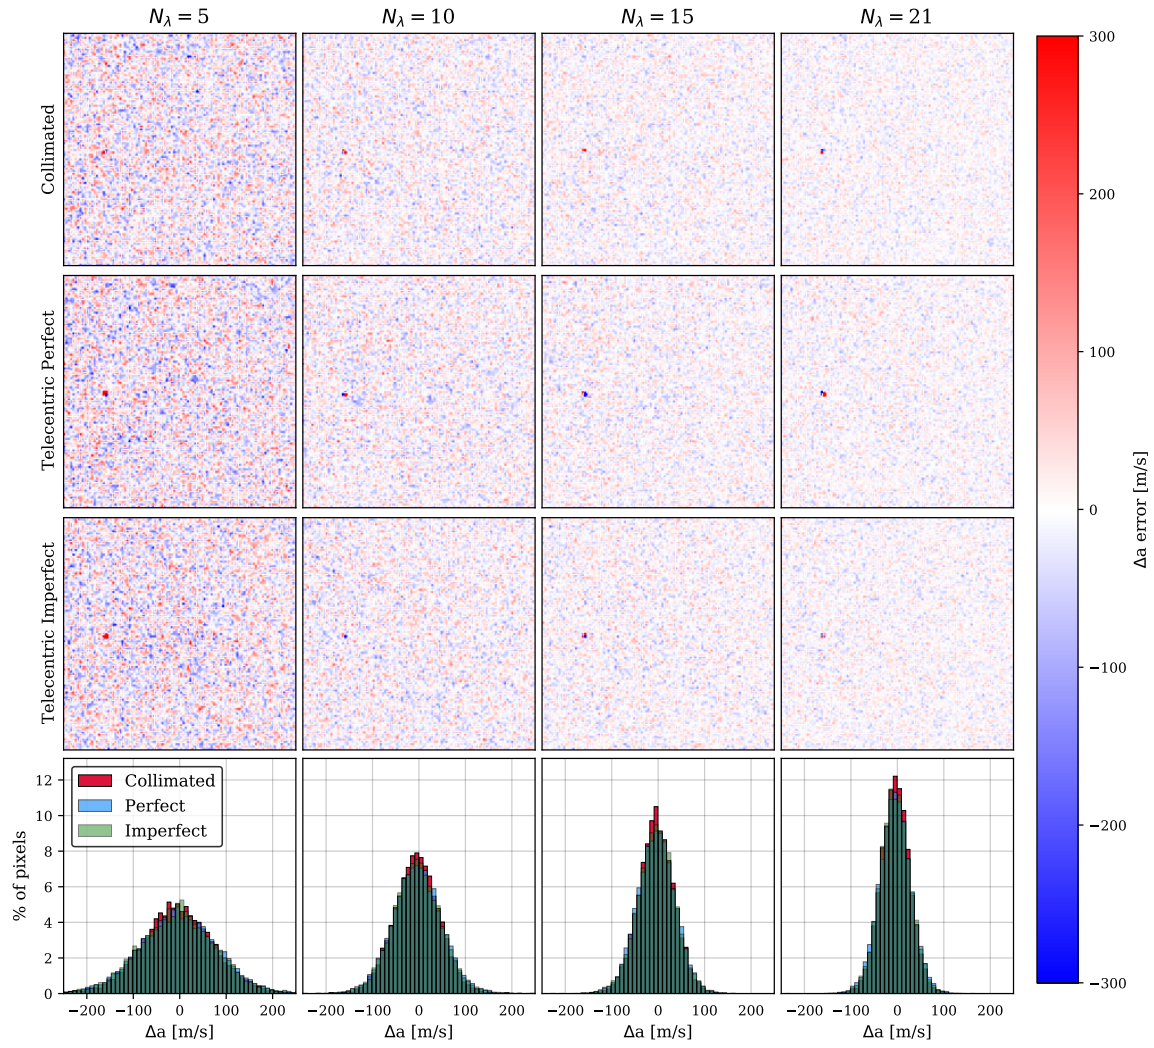 N_λ = 5
N_λ = 10
N_λ = 15
N_λ = 21
Collimated
Telecentric Perfect
Telecentric Imperfect
300
200
100
0
−100
−200
−300
Δa error [m/s]
% of pixels
12
10
8
6
4
2
0
Collimated
Perfect
Imperfect
−200 −100 0 100 200
−200 −100 0 100 200
−200 −100 0 100 200
−200 −100 0 100 200
Δa [m/s]
Δa [m/s]
Δa [m/s]
Δa [m/s]